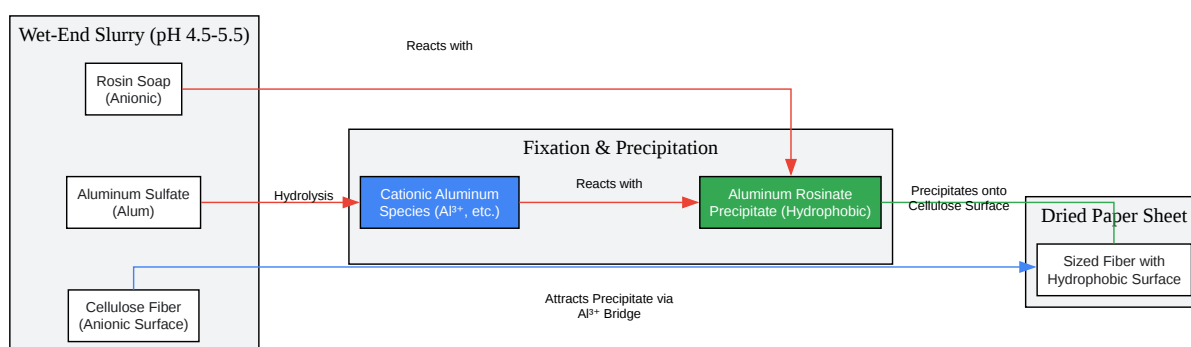 Wet-End Slurry (pH 4.5-5.5)
Rosin Soap
(Anionic)
Reacts with
Aluminum Sulfate
(Alum)
Hydrolysis
Fixation & Precipitation
Cationic Aluminum
Species (Al³⁺, etc.)
Reacts with
Aluminum Rosinate
Precipitate (Hydrophobic)
Precipitates onto
Cellulose Surface
Dried Paper Sheet
Sized Fiber with
Hydrophobic Surface
Cellulose Fiber
(Anionic Surface)
Attracts Precipitate via
Al³⁺ Bridge